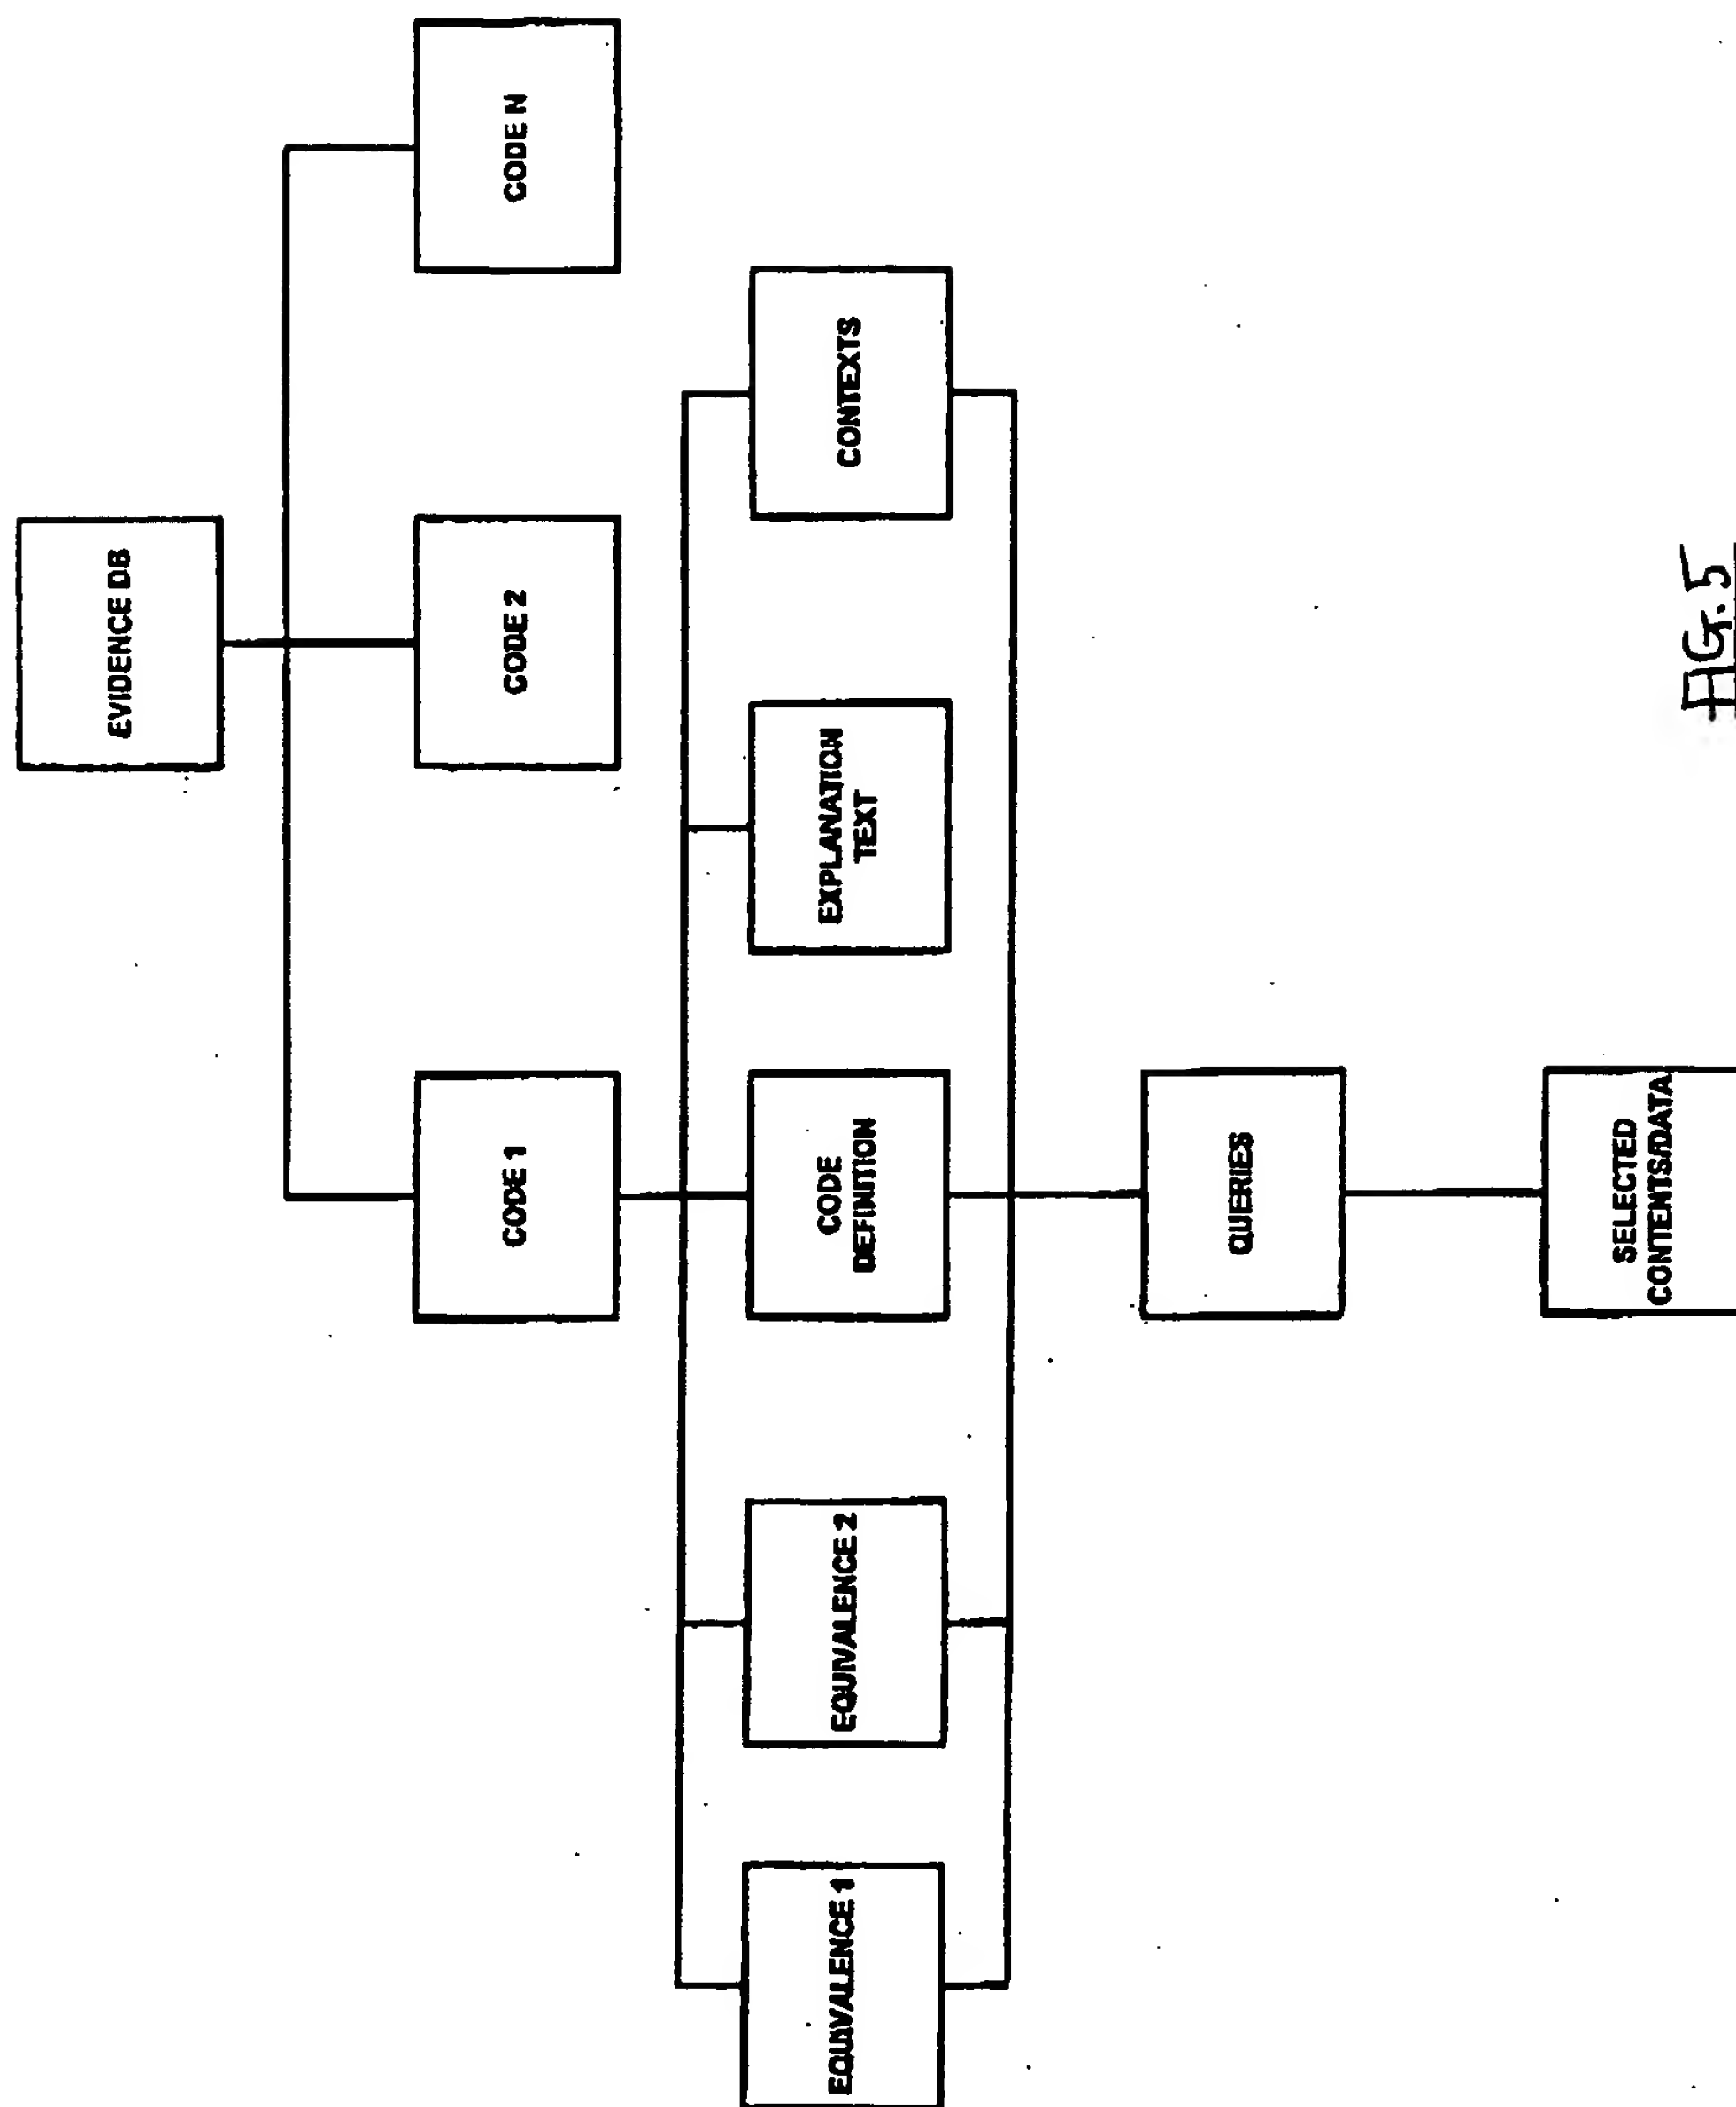 EVIDENCE DB
CODE 1
CODE 2
CODE N
EQUIVALENCE 1
EQUIVALENCE 2
CODE
DEFINITION
EXPLANATION
TEXT
CONTEXTS
QUERIES
SELECTED
CONTENTS/DATA
FIG. 5